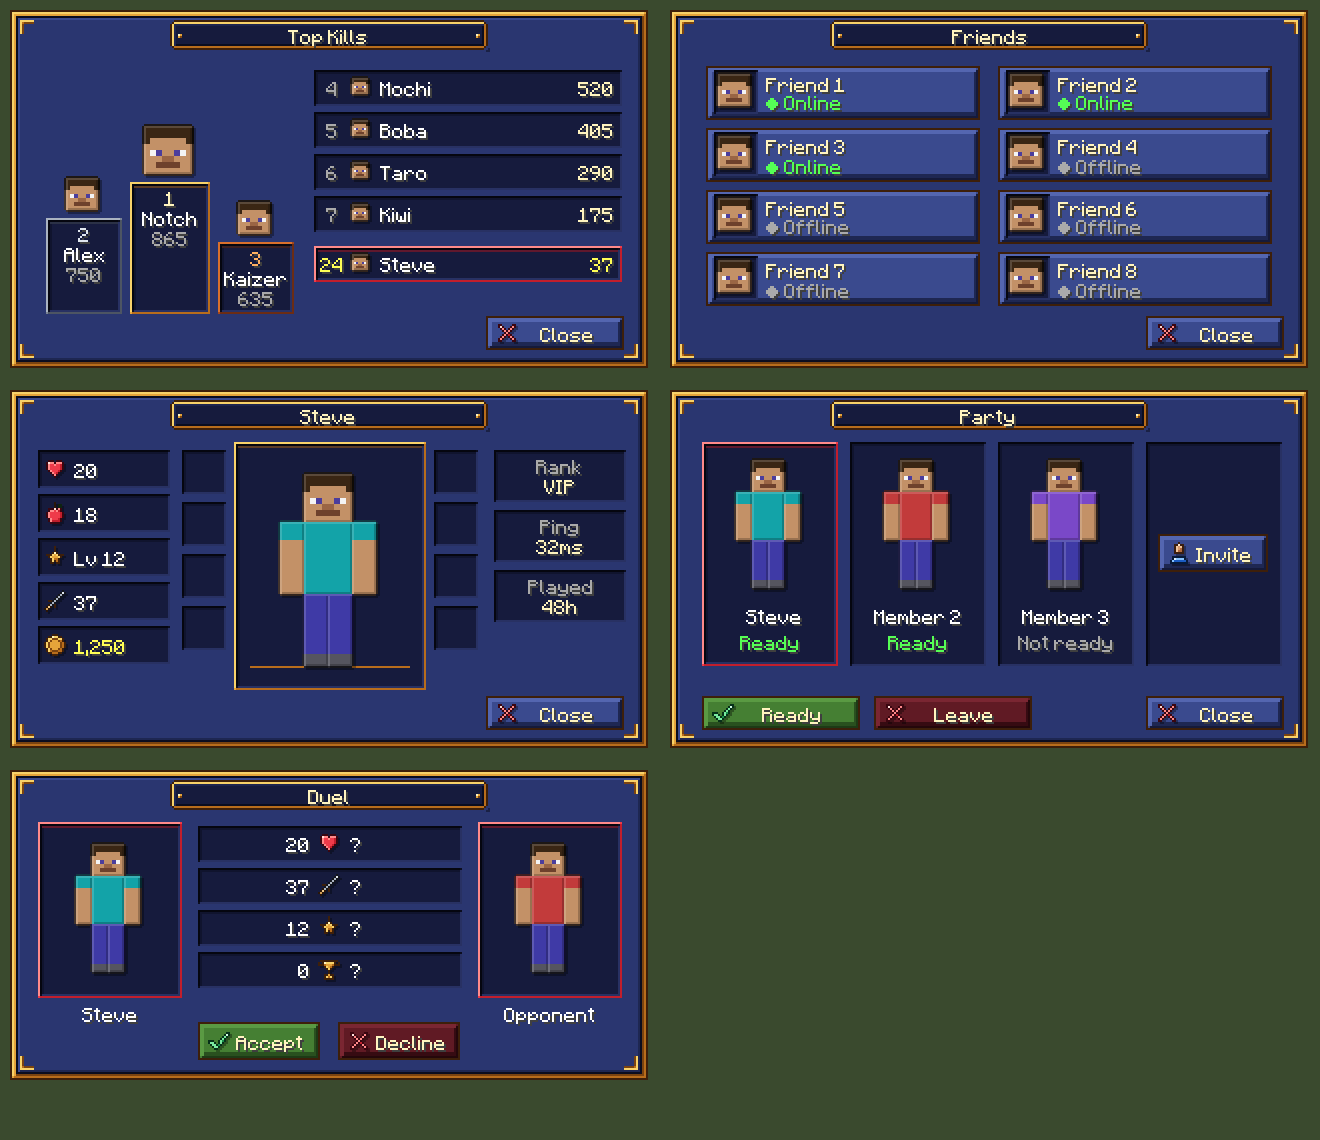 Top Kills
1
Notch
865
2
Alex
750
3
Kaizer
635
4 Mochi 520
5 Boba 405
6 Taro 290
7 Kiwi 175
24 Steve 37
Close
Friends
Friend 1
Online
Friend 2
Online
Friend 3
Online
Friend 4
Offline
Friend 5
Offline
Friend 6
Offline
Friend 7
Offline
Friend 8
Offline
Close
Steve
20
18
Lv 12
37
1,250
Rank
VIP
Ping
32ms
Played
48h
Close
Party
Steve
Ready
Member 2
Ready
Member 3
Not ready
Invite
Ready
Leave
Close
Duel
20 ?
37 ?
12 ?
0 ?
Steve
Opponent
Accept
Decline